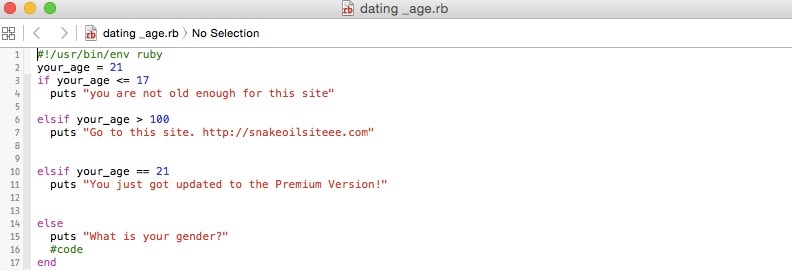 dating _age.rb
dating _age.rb › No Selection
1 #!/usr/bin/env ruby
2 your_age = 21
3 if your_age <= 17
4 puts "you are not old enough for this site"
5
6 elsif your_age > 100
7 puts "Go to this site. http://snakeoilsiteee.com"
8
9
10 elsif your_age == 21
11 puts "You just got updated to the Premium Version!"
12
13
14 else
15 puts "What is your gender?"
16 #code
17 end